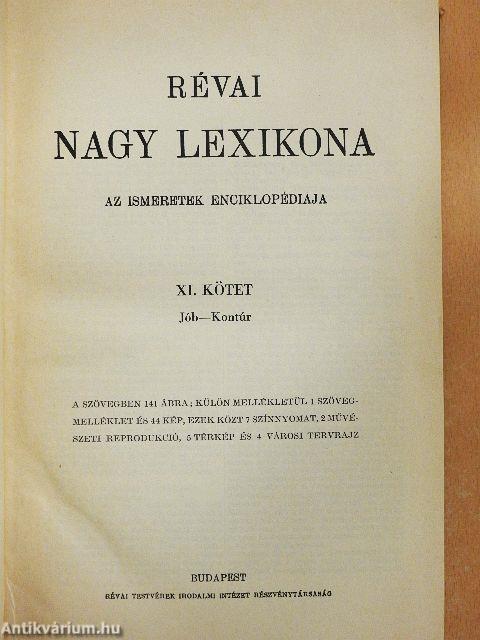 RÉVAI
NAGY LEXIKONA
AZ ISMERETEK ENCIKLOPÉDIAJA
XI. KÖTET
Jób—Kontúr
A SZÖVEGBEN 141 ÁBRA; KÜLÖN MELLÉKLETÜL 1 SZÖVEG-
MELLÉKLET ÉS 44 KÉP, EZEK KÖZT 7 SZÍNNYOMAT, 2 MŰVÉ-
SZETI REPRODUKCIÓ, 5 TÉRKÉP ÉS 4 VÁROSI TERVRAJZ
BUDAPEST
RÉVAI TESTVÉREK IRODALMI INTÉZET RÉSZVÉNYTÁRSASÁG
Antikvárium.hu